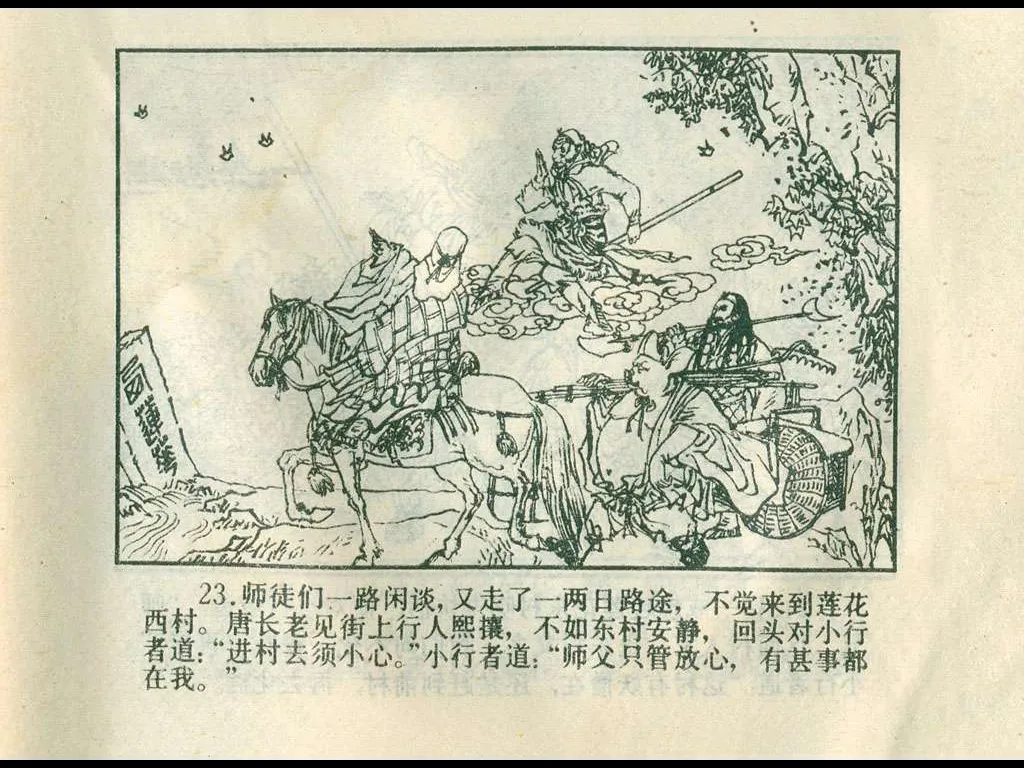 23.师徒们一路闲谈,又走了一两日路途，不觉来到莲花
西村。唐长老见街上行人熙攘，不如东村安静，回头对小行
者道：“进村去须小心。”小行者道：“师父只管放心，有甚事都
在我。”